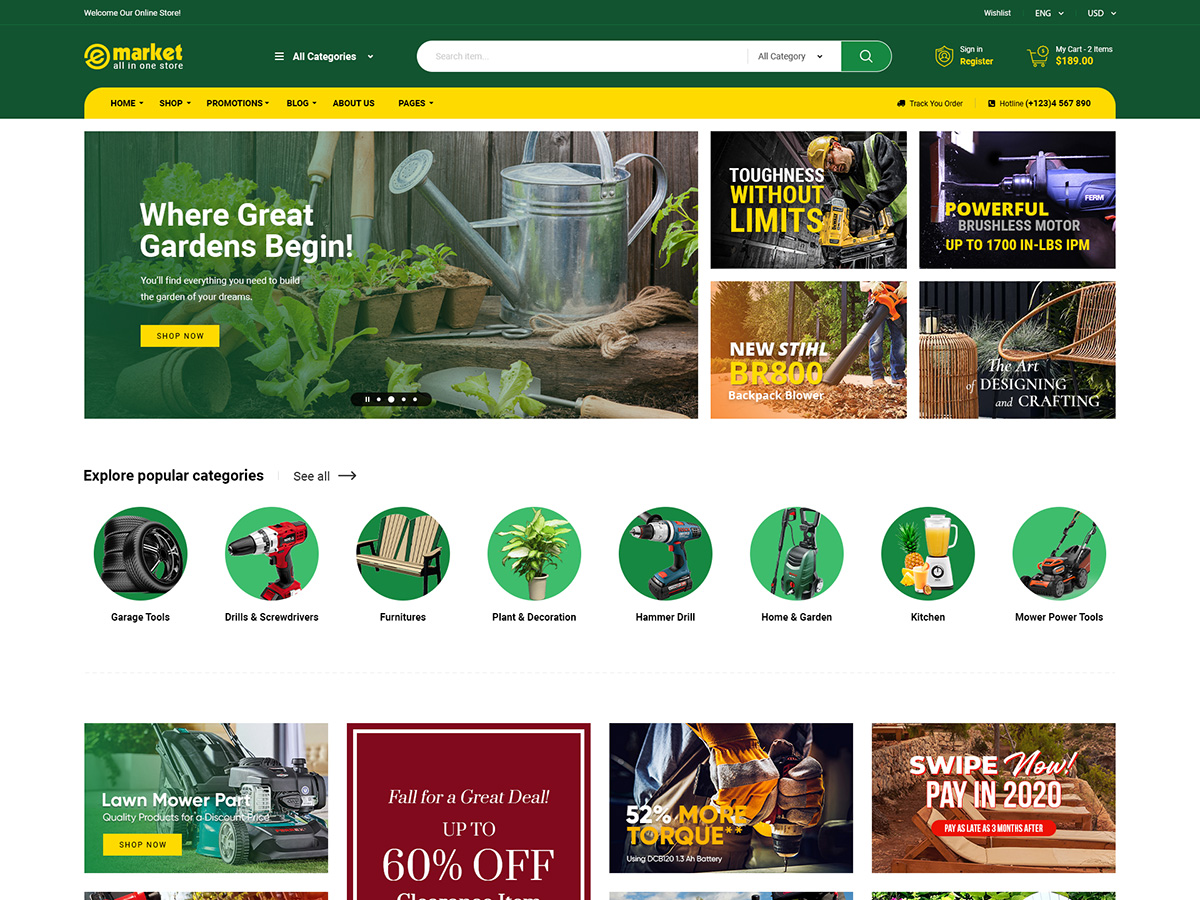 Welcome Our Online Store!
Wishlist
ENG
USD
market
all in one store
All Categories
Search item...
All Category
Sign in
Register
My Cart - 2 Items
$189.00
HOME
SHOP
PROMOTIONS
BLOG
ABOUT US
PAGES
Track You Order
Hotline (+123)4 567 890
Where Great
Gardens Begin!
You'll find everything you need to build
the garden of your dreams.
SHOP NOW
TOUGHNESS
WITHOUT
LIMITS
FERM
POWERFUL
BRUSHLESS MOTOR
UP TO 1700 IN-LBS IPM
NEW STIHL
BR800
Backpack Blower
The Art
of DESIGNING
and CRAFTING
Explore popular categories
See all
Garage Tools
Drills & Screwdrivers
Furnitures
Plant & Decoration
Hammer Drill
Home & Garden
Kitchen
Mower Power Tools
Lawn Mower Part
Quality Products for a Discount Price
SHOP NOW
Fall for a Great Deal!
UP TO
60% OFF
Clearance Item
52% MORE
TORQUE**
Using DCB120 1.3 Ah Battery
SWIPE Now!
PAY IN 2020
PAY AS LATE AS 3 MONTHS AFTER